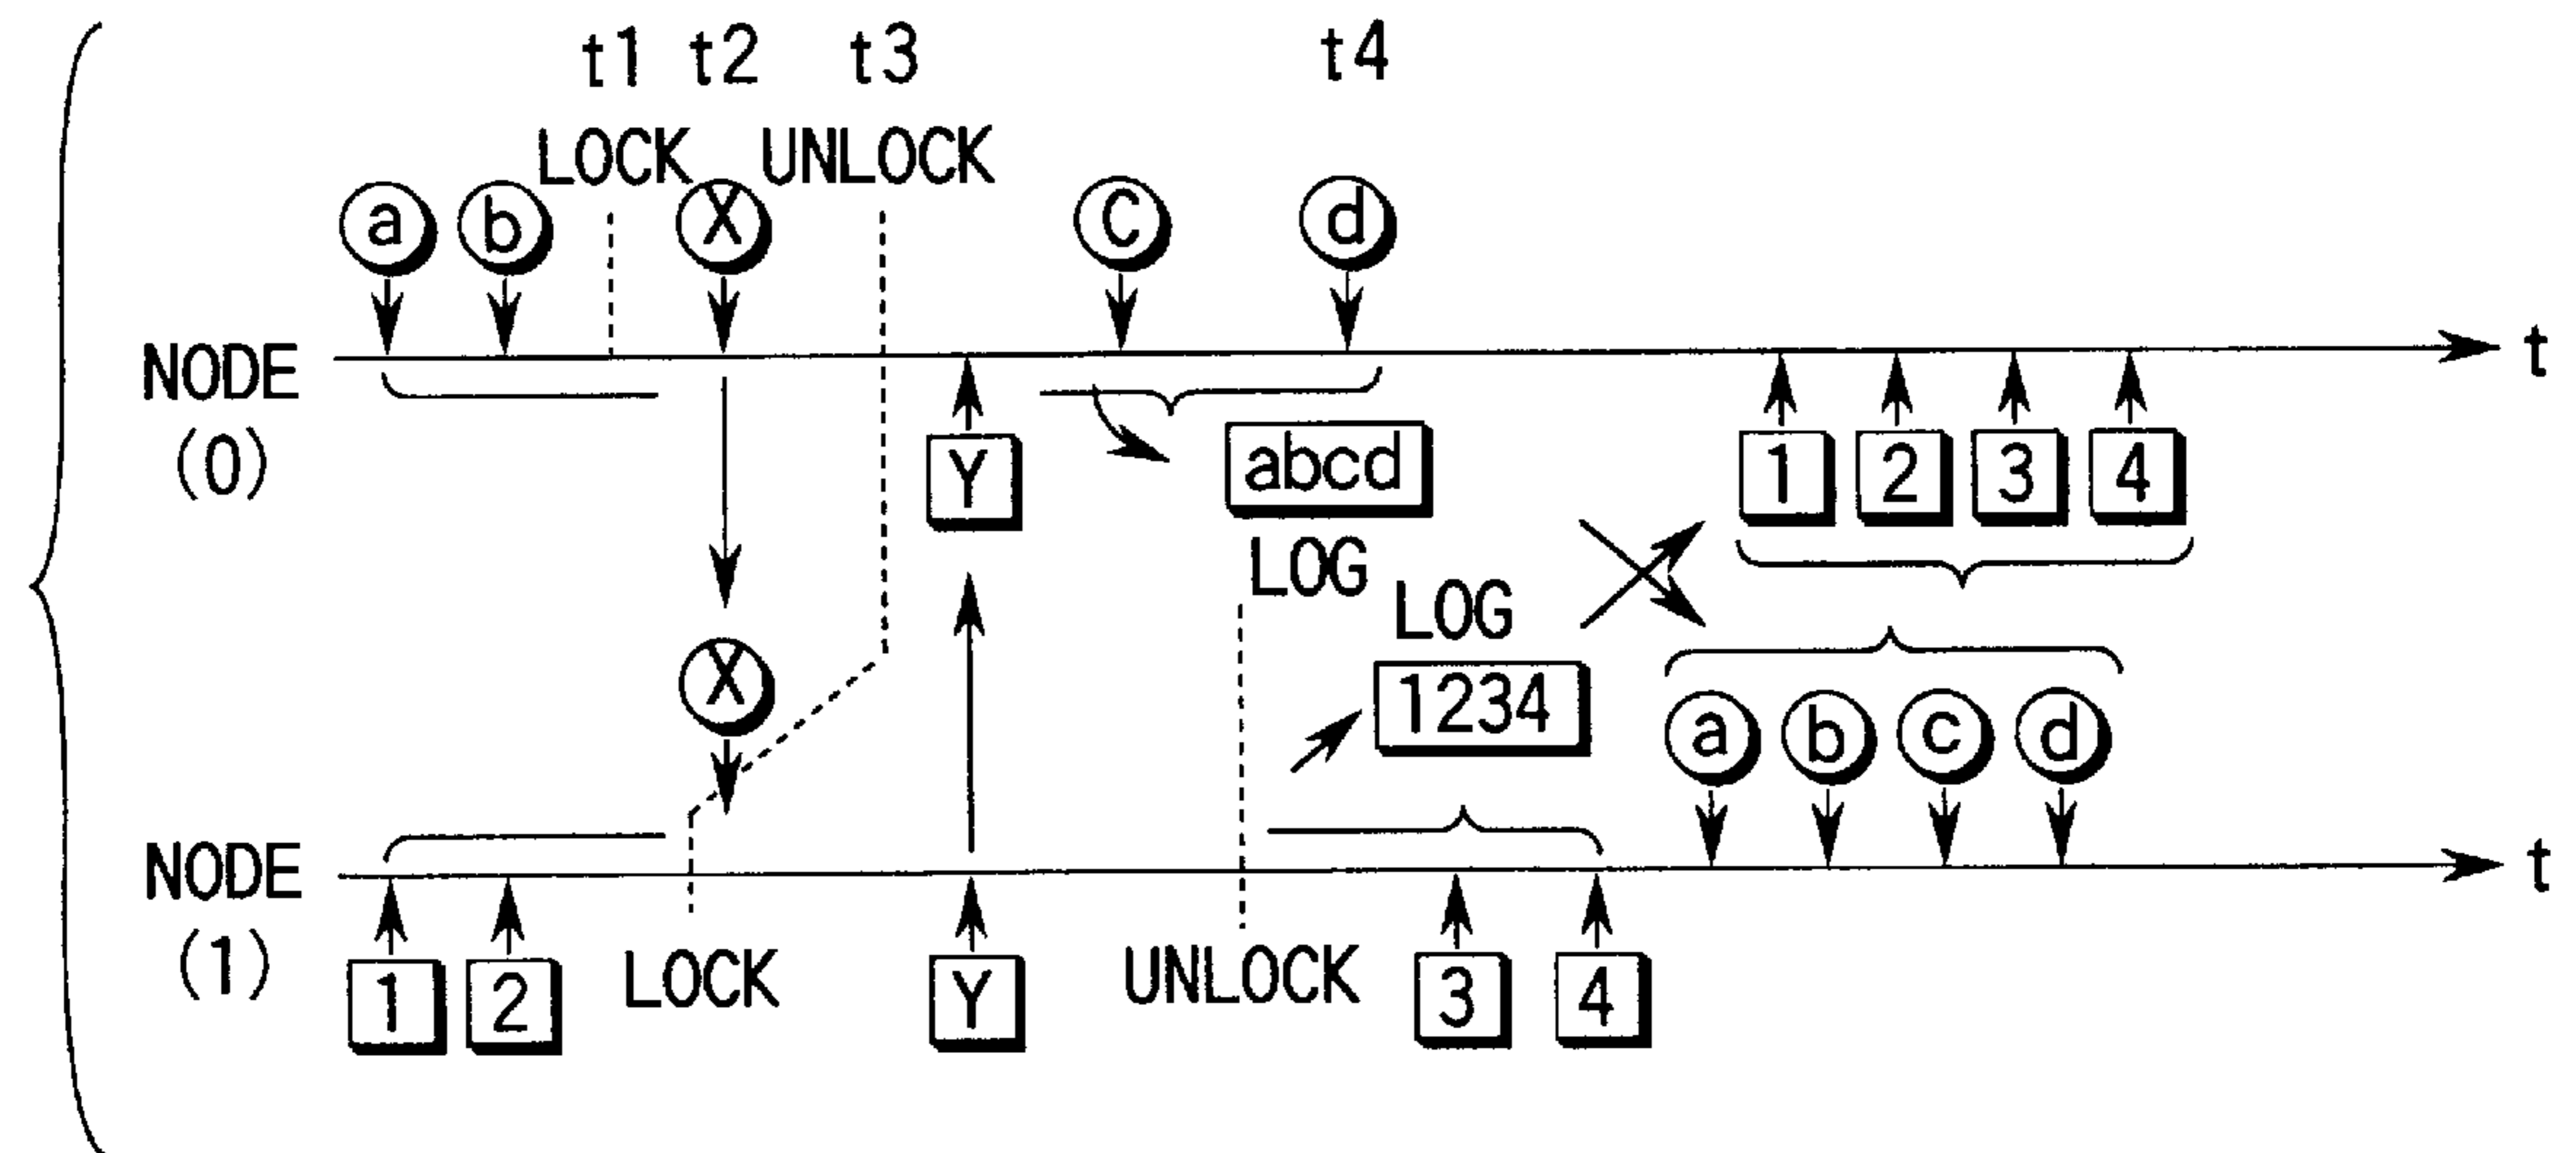 t1 t2 t3 t4
LOCK UNLOCK
a b X C d
NODE
(0)
t
Y
abcd
LOG
1 2 3 4
LOG
1234
X
a b c d
NODE
(1)
t
1 2 LOCK Y UNLOCK 3 4